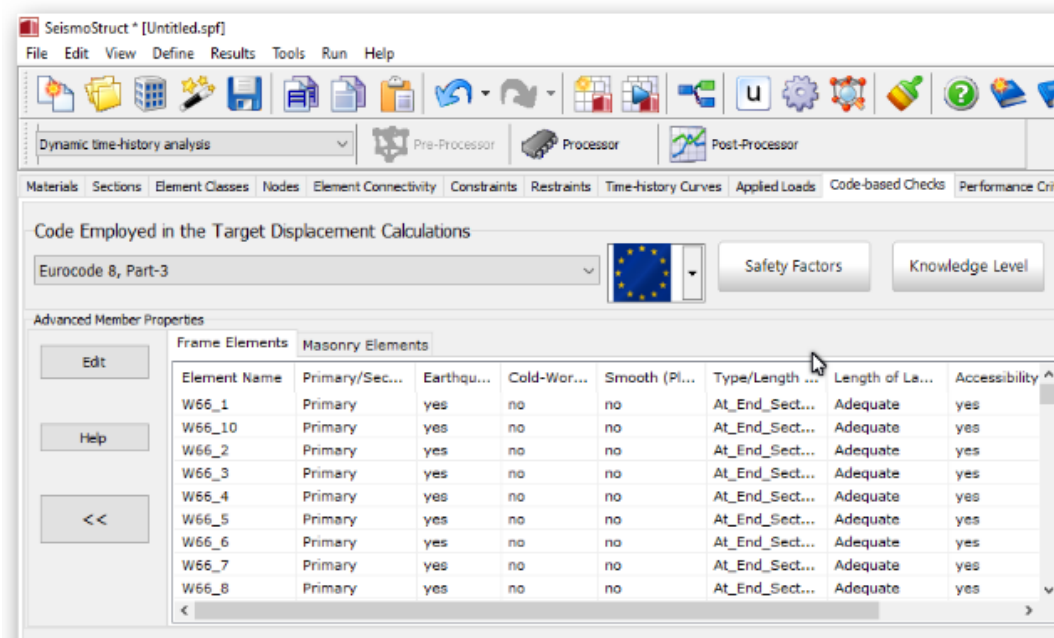 SeismoStruct * [Untitled.spf]
File Edit View Define Results Tools Run Help
u
Dynamic time-history analysis Pre-Processor Processor Post-Processor
Materials Sections Element Classes Nodes Element Connectivity Constraints Restraints Time-history Curves Applied Loads Code-based Checks Performance Cri
Code Employed in the Target Displacement Calculations
Eurocode 8, Part-3 Safety Factors Knowledge Level
Advanced Member Properties
Frame Elements Masonry Elements
Edit
Help
<<
Element Name Primary/Sec... Earthqu... Cold-Wor... Smooth (Pl... Type/Length ... Length of La... Accessibility
W66_1 Primary yes no no At_End_Sect... Adequate yes
W66_10 Primary yes no no At_End_Sect... Adequate yes
W66_2 Primary yes no no At_End_Sect... Adequate yes
W66_3 Primary yes no no At_End_Sect... Adequate yes
W66_4 Primary yes no no At_End_Sect... Adequate yes
W66_5 Primary yes no no At_End_Sect... Adequate yes
W66_6 Primary yes no no At_End_Sect... Adequate yes
W66_7 Primary yes no no At_End_Sect... Adequate yes
W66_8 Primary yes no no At_End_Sect... Adequate yes